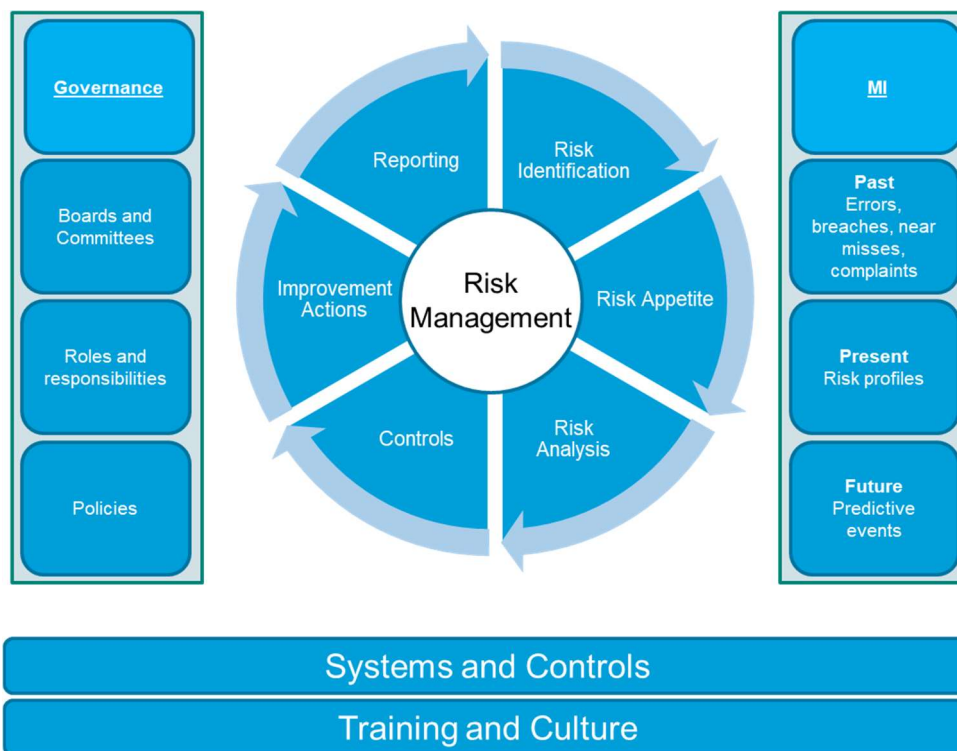 Governance
Boards and
Committees
Roles and
responsibilities
Policies
Reporting
Risk
Identification
Improvement
Actions
Risk
Management
Risk Appetite
Controls
Risk
Analysis
MI
Past
Errors,
breaches, near
misses,
complaints
Present
Risk profiles
Future
Predictive
events
Systems and Controls
Training and Culture